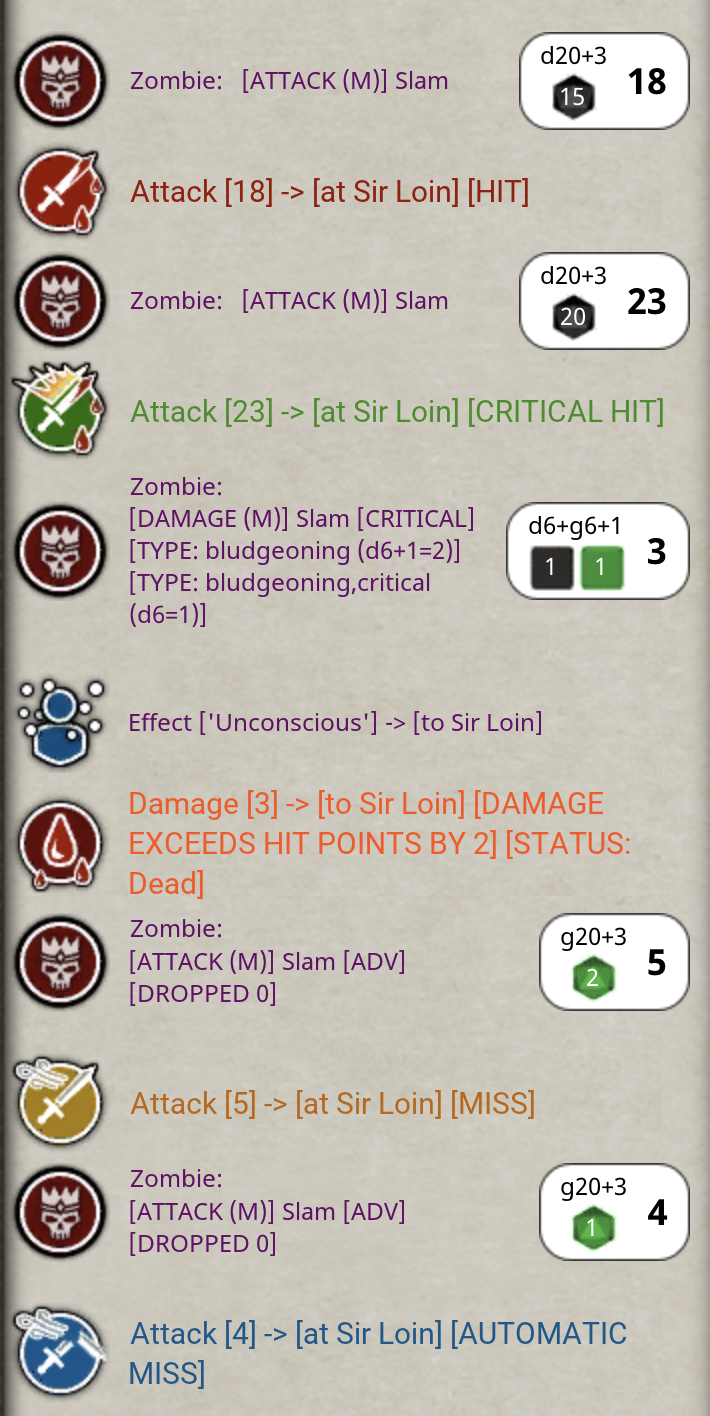 d20+3
Zombie: [ATTACK (M)] Slam
15
18
Attack [18] -> [at Sir Loin] [HIT]
d20+3
Zombie: [ATTACK (M)] Slam
20
23
Attack [23] -> [at Sir Loin] [CRITICAL HIT]
Zombie:
[DAMAGE (M)] Slam [CRITICAL]
[TYPE: bludgeoning (d6+1=2)]
[TYPE: bludgeoning,critical
(d6=1)]
d6+g6+1
1
1
3
Effect ['Unconscious'] -> [to Sir Loin]
Damage [3] -> [to Sir Loin] [DAMAGE
EXCEEDS HIT POINTS BY 2] [STATUS:
Dead]
Zombie:
[ATTACK (M)] Slam [ADV]
[DROPPED 0]
g20+3
2
5
Attack [5] -> [at Sir Loin] [MISS]
Zombie:
[ATTACK (M)] Slam [ADV]
[DROPPED 0]
g20+3
1
4
Attack [4] -> [at Sir Loin] [AUTOMATIC
MISS]